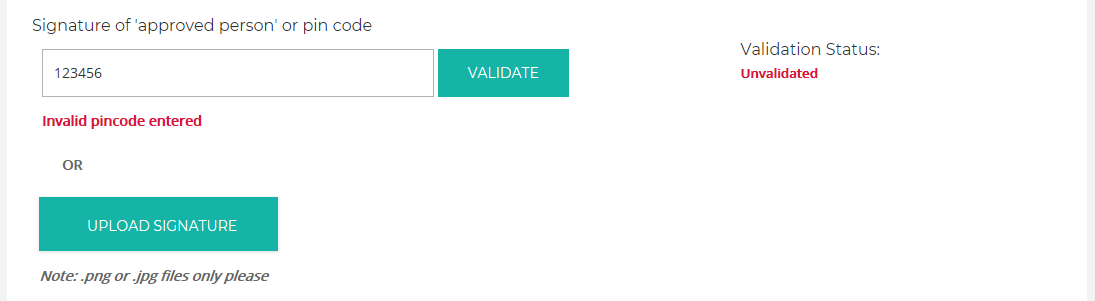 Signature of 'approved person' or pin code
123456
VALIDATE
Validation Status:
Unvalidated
Invalid pincode entered
OR
UPLOAD SIGNATURE
Note: .png or .jpg files only please